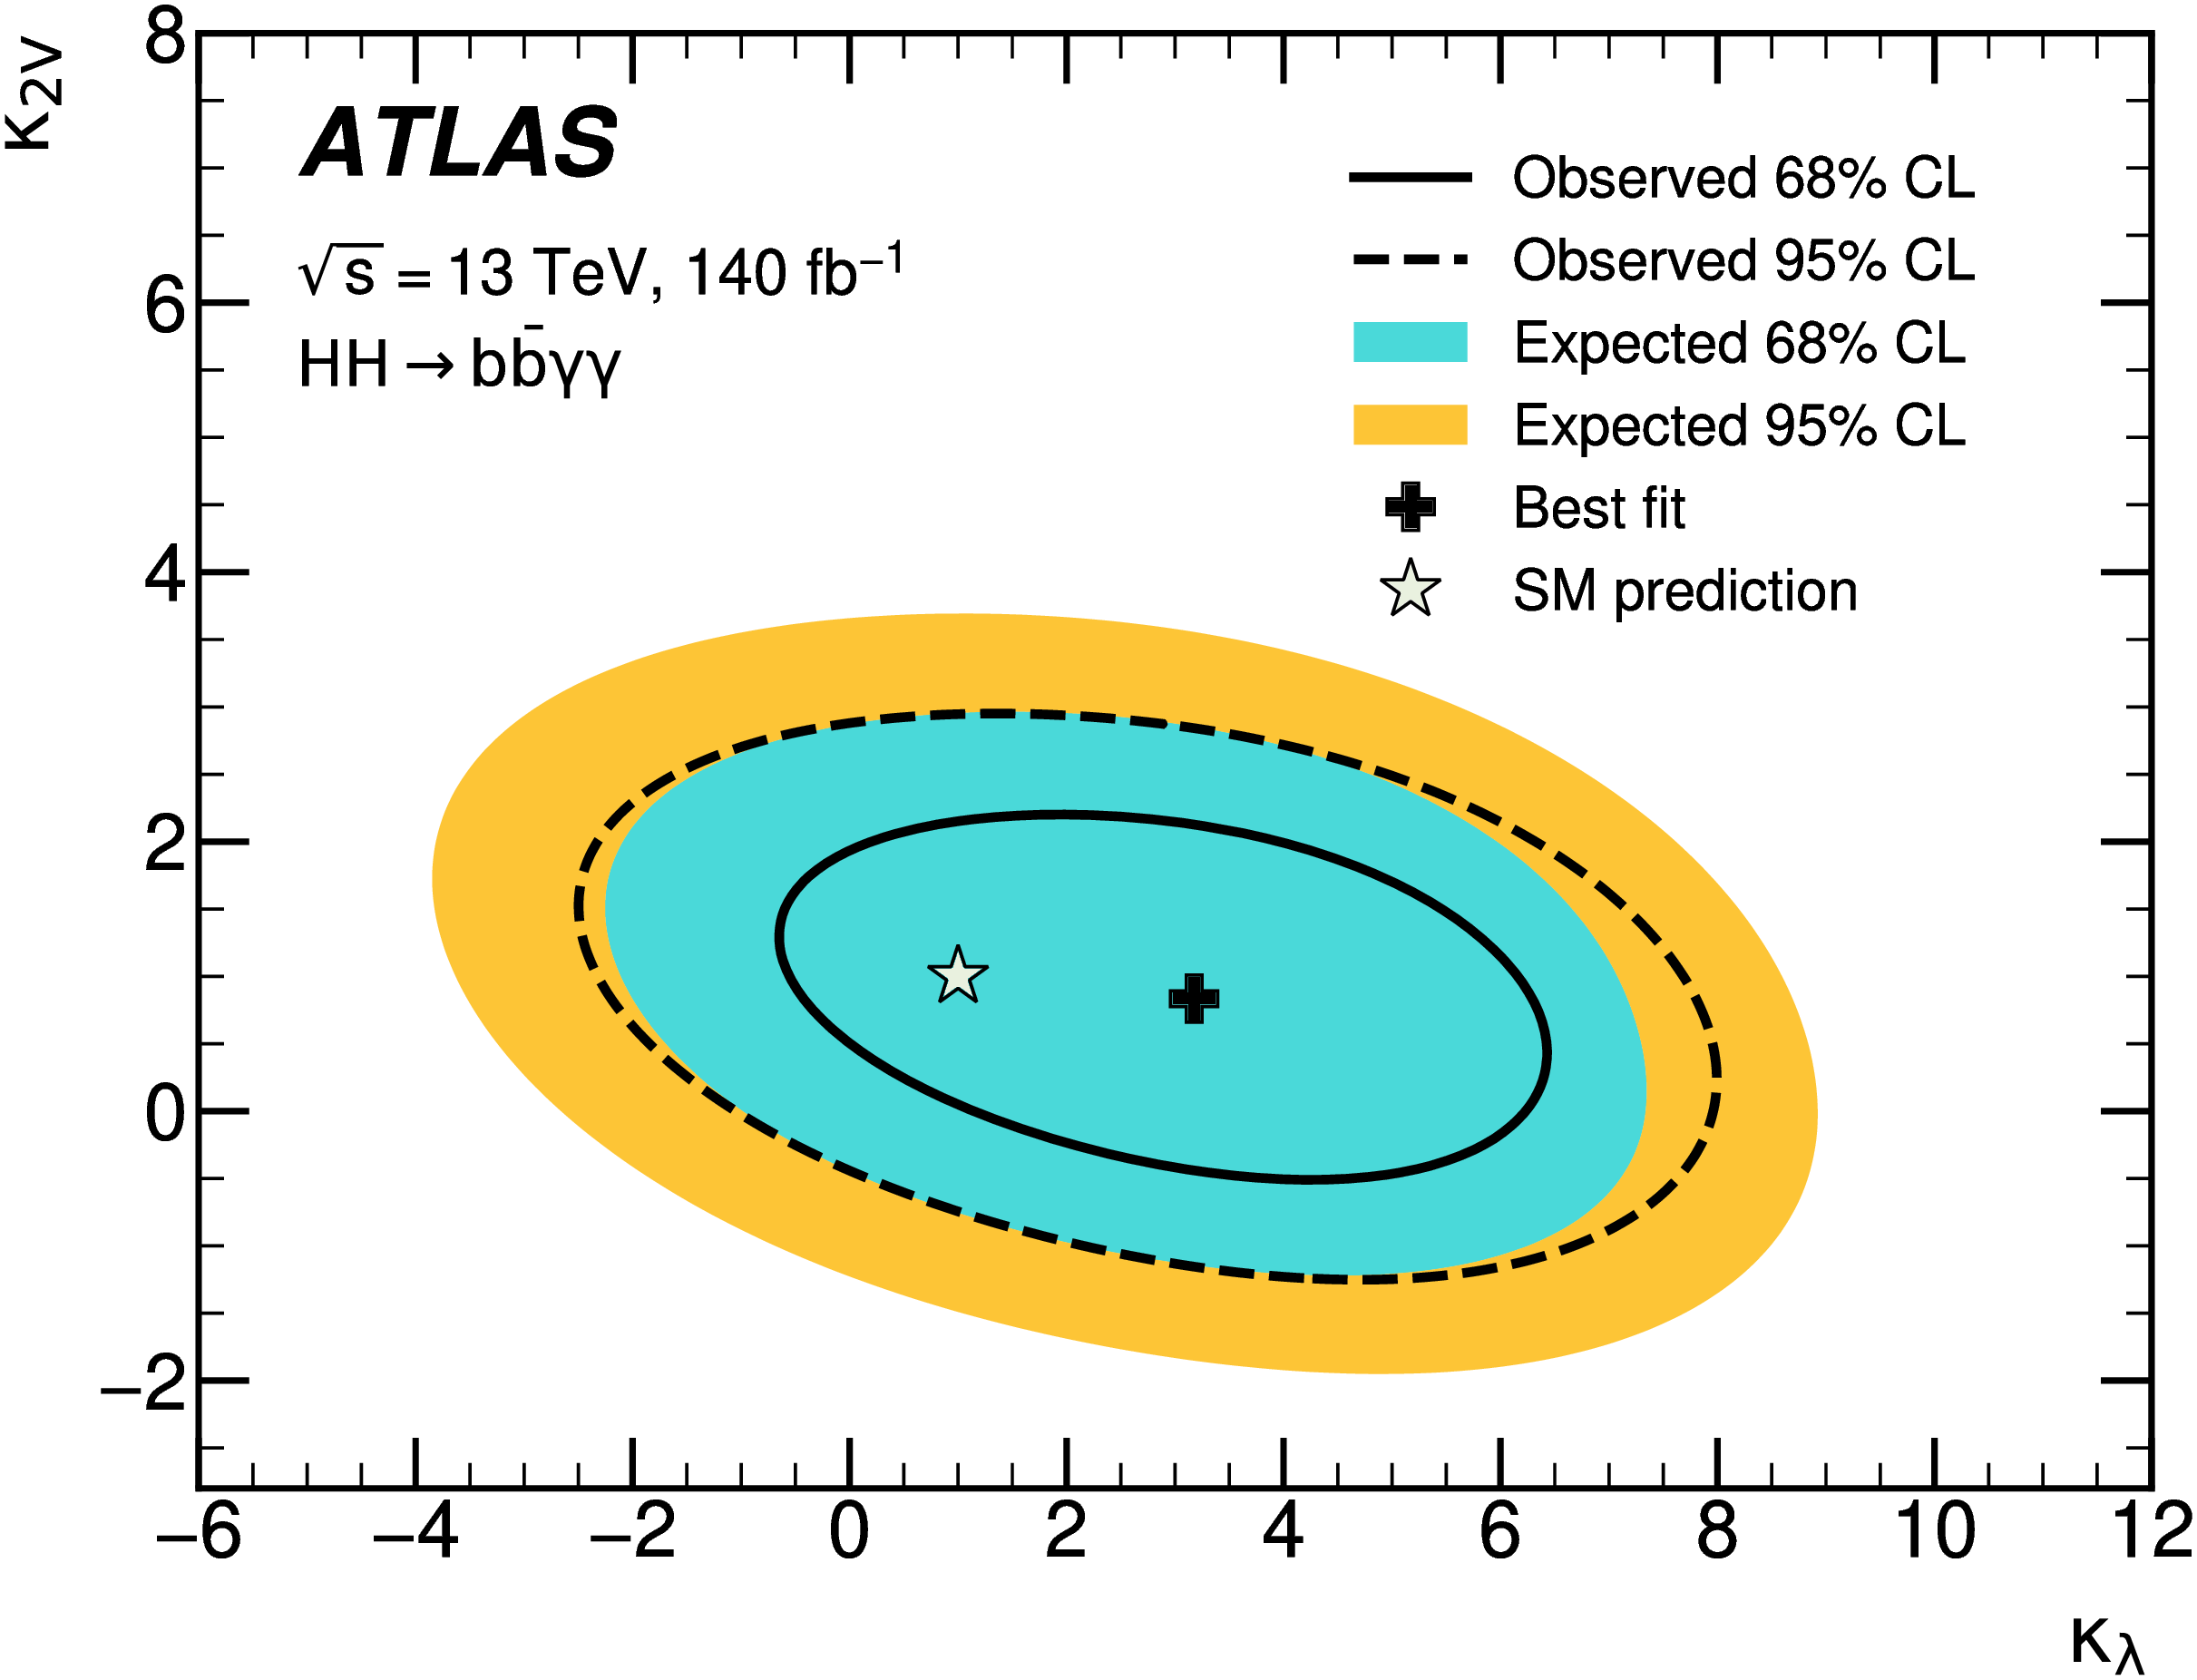 κ2V
8
6
4
2
0
−2
ATLAS
√s = 13 TeV, 140 fb−1
HH → bb̄γγ
Observed 68% CL
Observed 95% CL
Expected 68% CL
Expected 95% CL
Best fit
SM prediction
−6 −4 −2 0 2 4 6 8 10 12
κλ